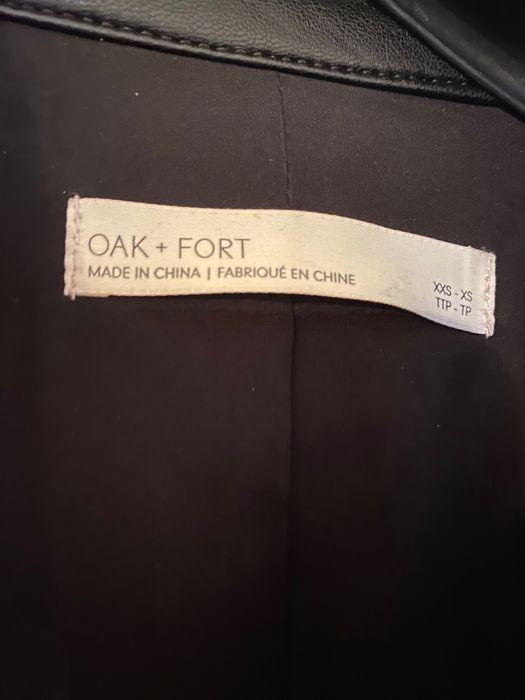 OAK + FORT
MADE IN CHINA | FABRIQUÉ EN CHINE
XXS - XS
TTP - TP